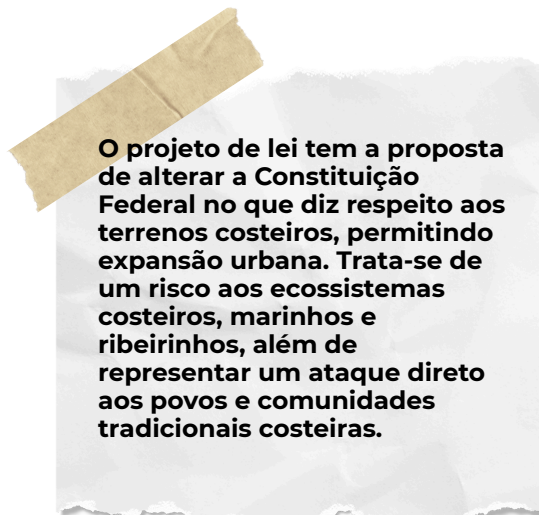 O projeto de lei tem a proposta
de alterar a Constituição
Federal no que diz respeito aos
terrenos costeiros, permitindo
expansão urbana. Trata-se de
um risco aos ecossistemas
costeiros, marinhos e
ribeirinhos, além de
representar um ataque direto
aos povos e comunidades
tradicionais costeiras.